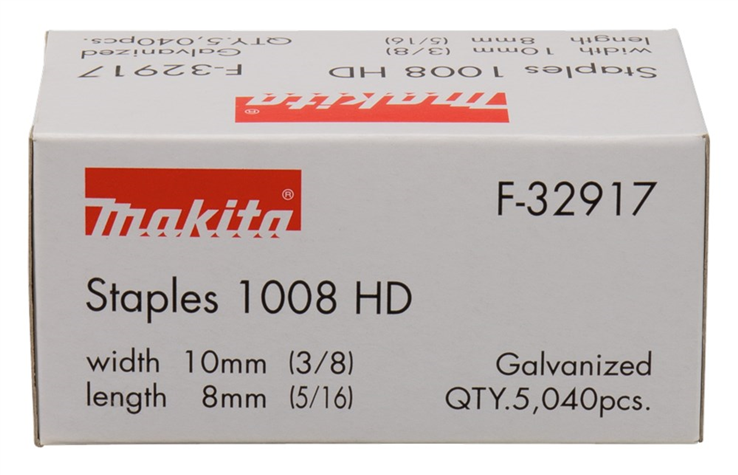 Staples 1008 HD
F-32917
width 10mm (3/8)
Galvanized
length 8mm (5/16)
QTY.5,040pcs.
makita®
makita®
F-32917
Staples 1008 HD
width 10mm (3/8)
Galvanized
length 8mm (5/16)
QTY.5,040pcs.